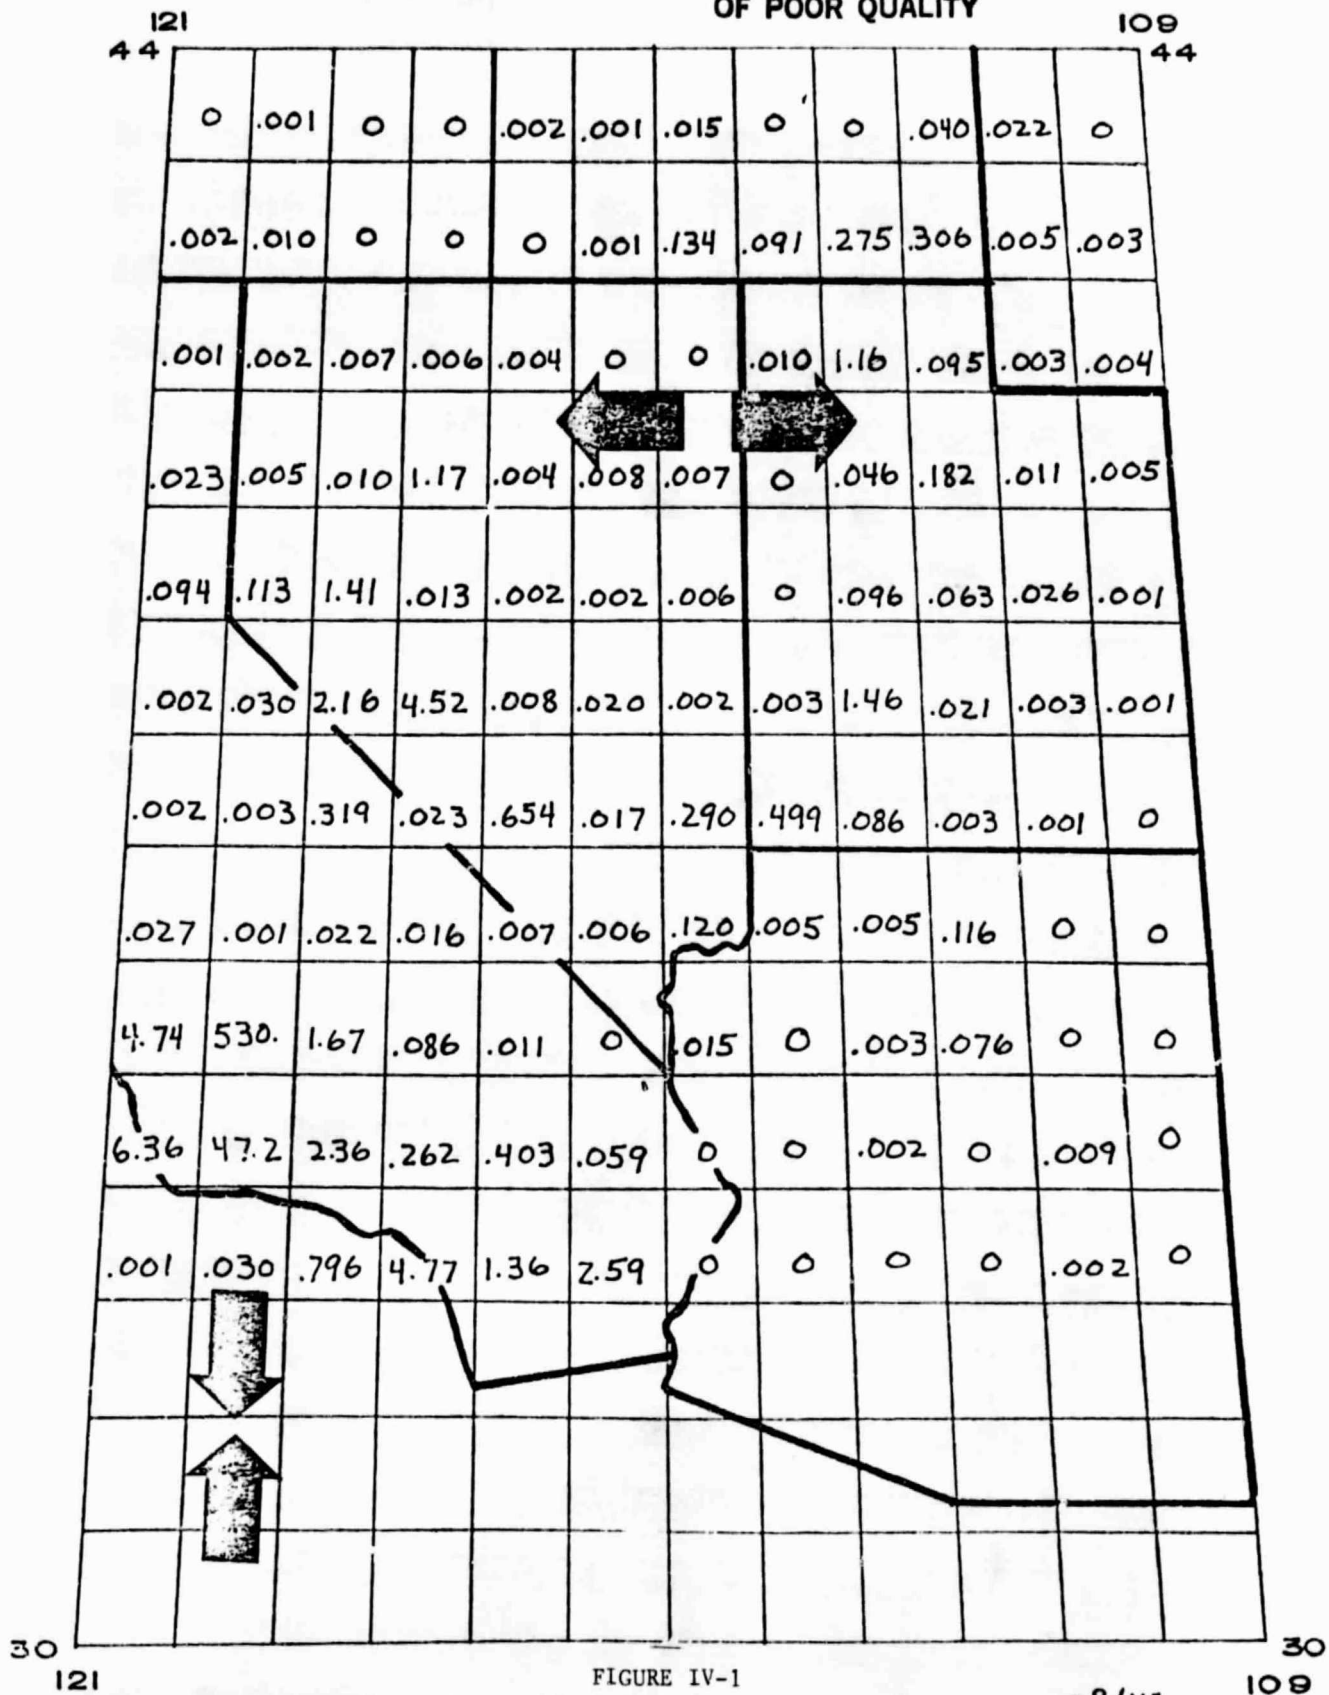 OF POOR QUALITY
121 109
44 44
0 .001 0 0 .002 .001 .015 0 0 .040 .022 0
.002 .010 0 0 0 .001 .134 .091 .275 .306 .005 .003
.001 .002 .007 .006 .004 0 0 .010 1.16 .095 .003 .004
.023 .005 .010 1.17 .004 .008 .007 0 .046 .182 .011 .005
.094 .113 1.41 .013 .002 .002 .006 0 .096 .063 .026 .001
.002 .030 2.16 4.52 .008 .020 .002 .003 1.46 .021 .003 .001
.002 .003 .319 .023 .654 .017 .290 .499 .086 .003 .001 0
.027 .001 .022 .016 .007 .006 .120 .005 .005 .116 0 0
4.74 530. 1.67 .086 .011 0 .015 0 .003 .076 0 0
6.36 47.2 2.36 .262 .403 .059 0 0 .002 0 .009 0
.001 .030 .796 4.77 1.36 2.59 0 0 0 0 .002 0
30 30
121 FIGURE IV-1 109